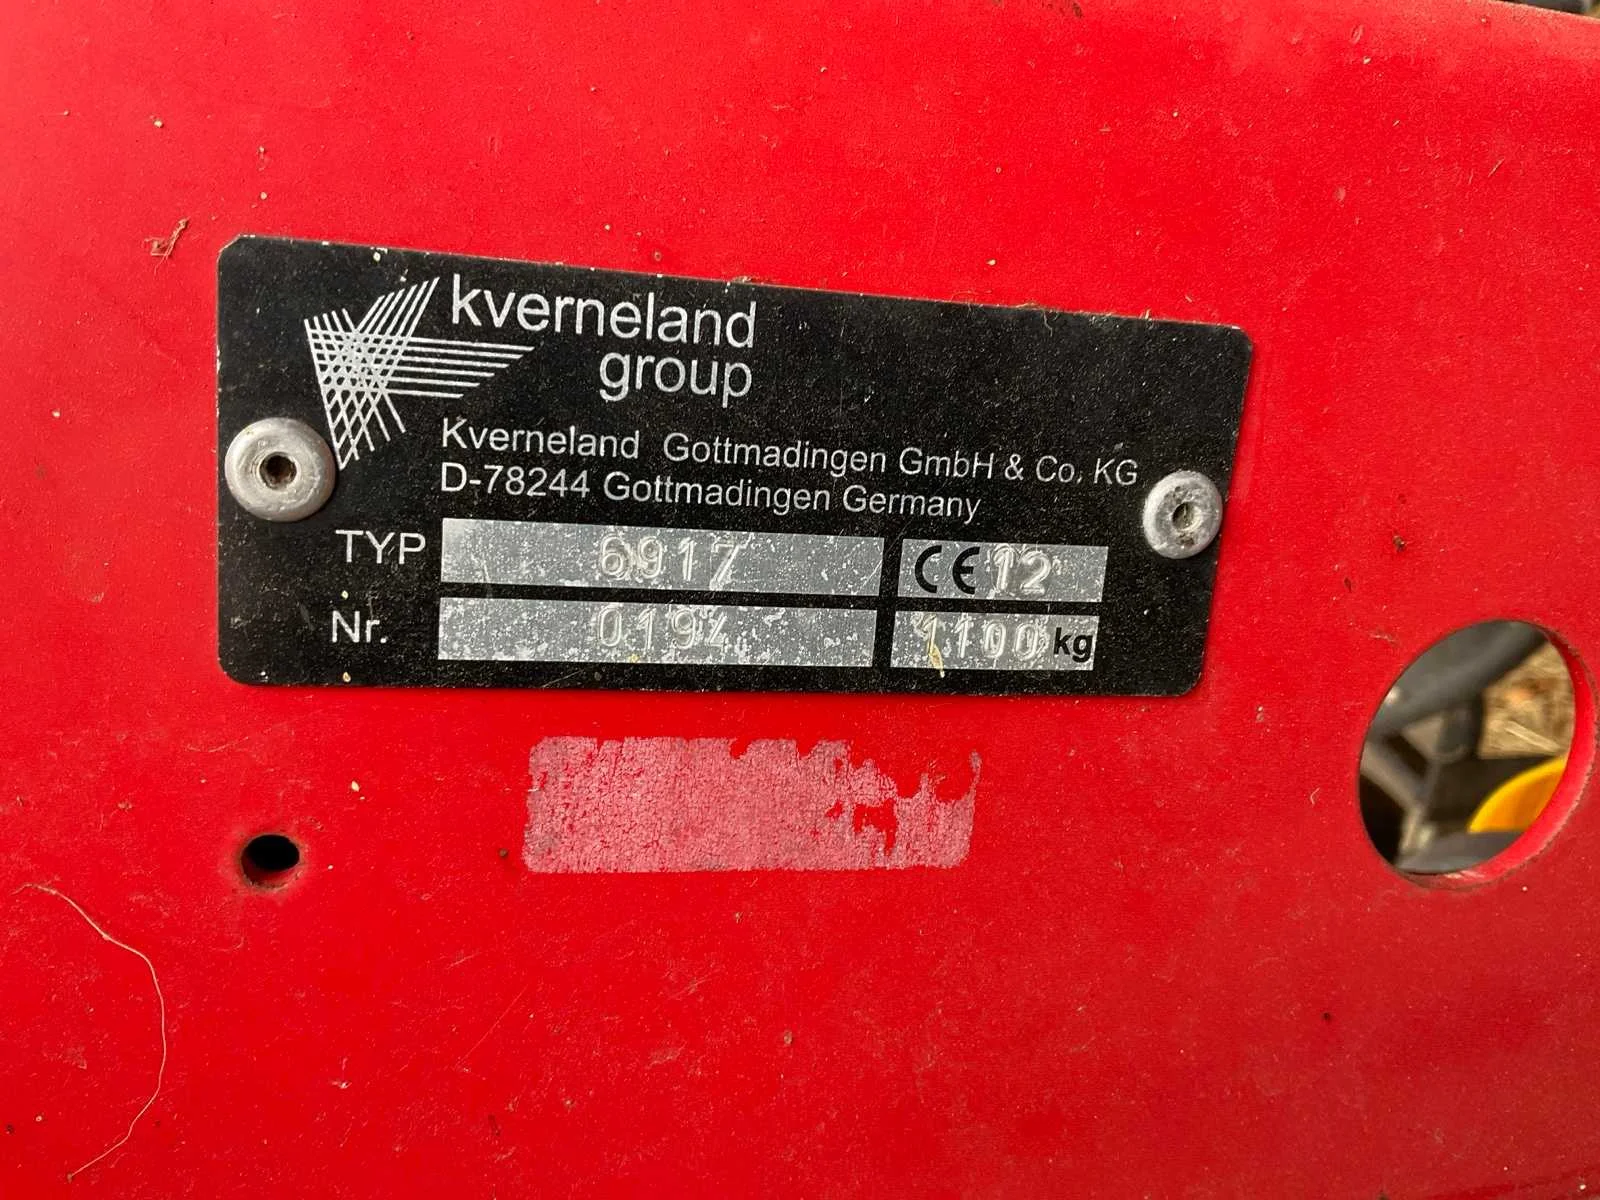 kverneland
group
Kverneland Gottmadingen GmbH & Co. KG
D-78244 Gottmadingen Germany
TYP 6917 CE 12
Nr. 0194 1100 kg